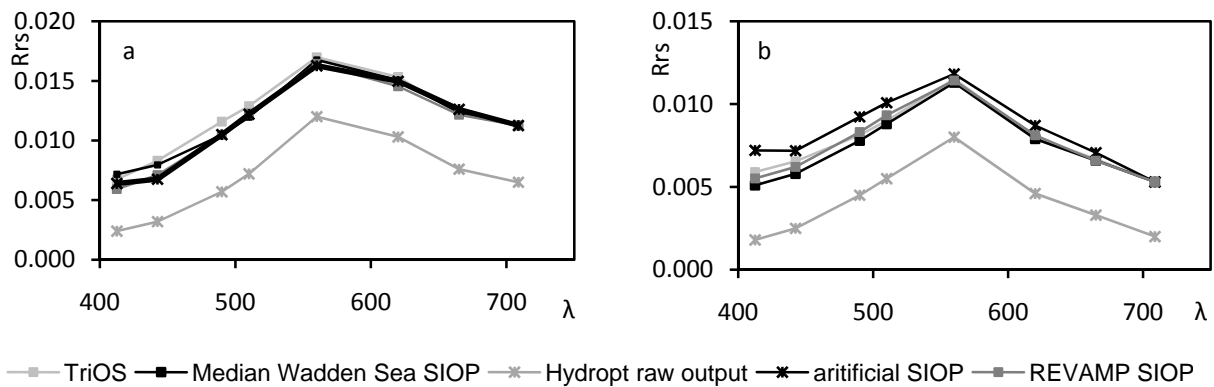 Rrs
0.020
0.015
0.010
0.005
0.000
a
400 500 600 700 λ
Rrs
0.015
0.010
0.005
0.000
b
400 500 600 700 λ
TriOS Median Wadden Sea SIOP Hydropt raw output aritificial SIOP REVAMP SIOP